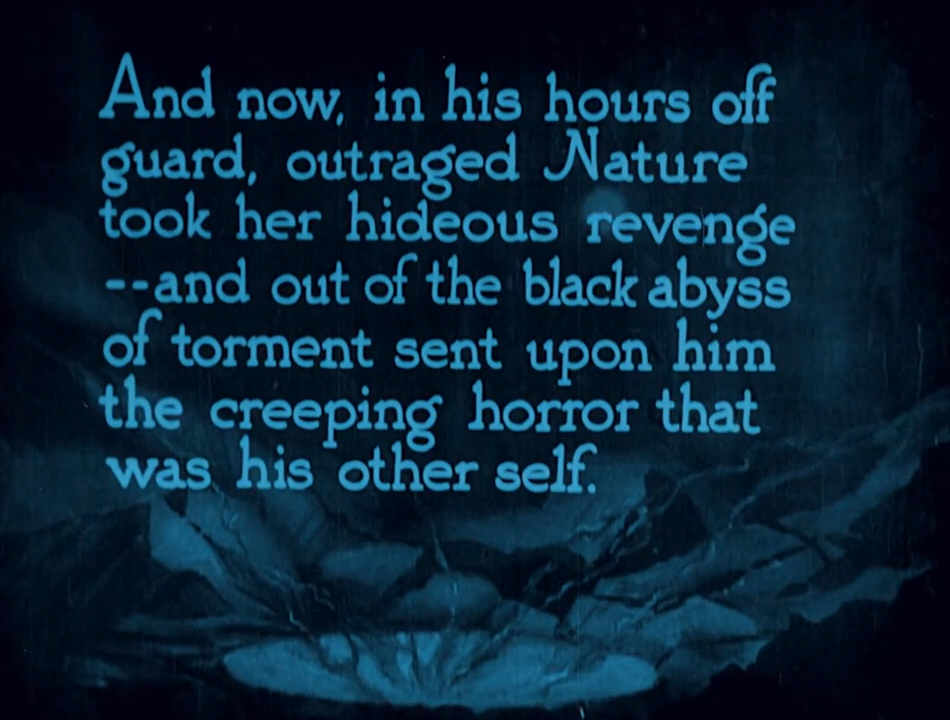 And now, in his hours off
guard, outraged Nature
took her hideous revenge
--and out of the black abyss
of torment sent upon him
the creeping horror that
was his other self.